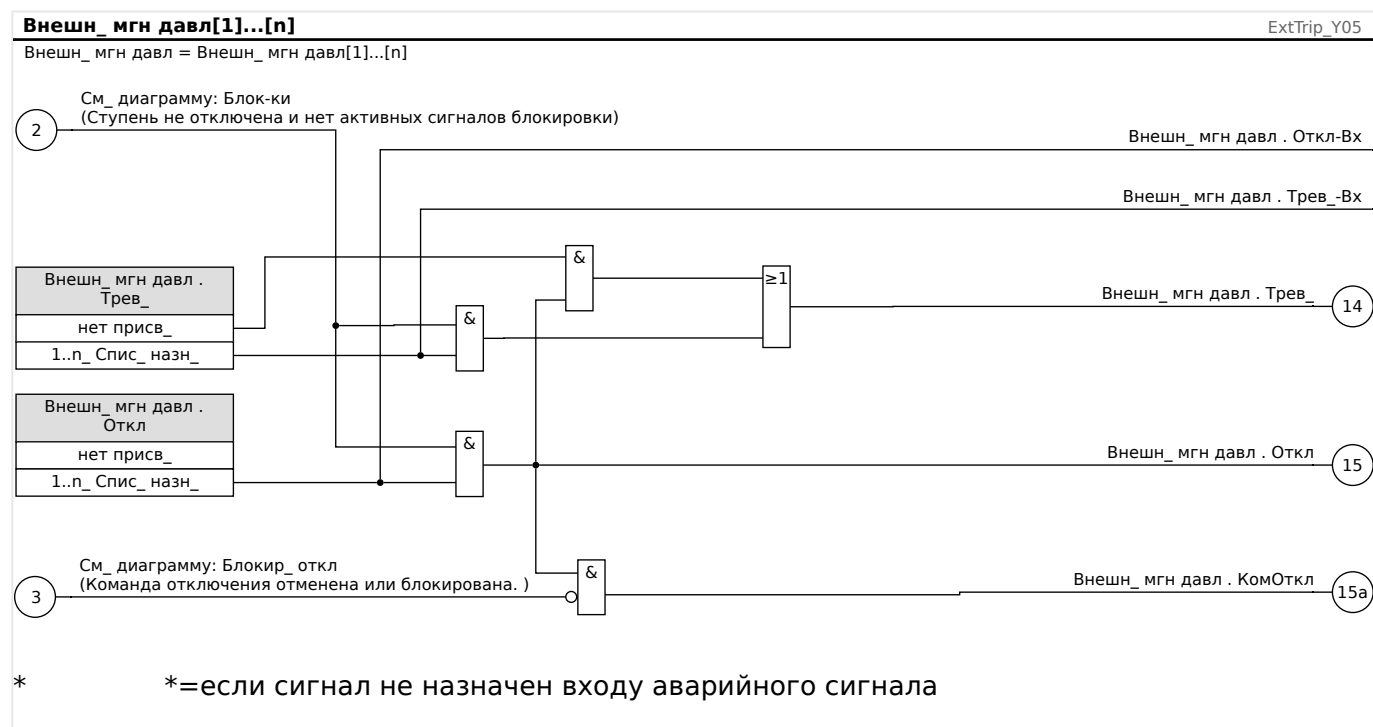 Внешн_ мгн давл[1]...[n]
ExtTrip_Y05
Внешн_ мгн давл = Внешн_ мгн давл[1]...[n]
См_ диаграмму: Блок-ки
(Ступень не отключена и нет активных сигналов блокировки)
2
Внешн_ мгн давл . Откл-Вх
Внешн_ мгн давл . Трев_-Вх
&
Внешн_ мгн давл .
Трев_
≥1
нет присв_
&
Внешн_ мгн давл . Трев_
14
1..n_ Спис_ назн_
Внешн_ мгн давл .
Откл
нет присв_
&
Внешн_ мгн давл . Откл
15
1..n_ Спис_ назн_
См_ диаграмму: Блокир_ откл
(Команда отключения отменена или блокирована. )
3
&
Внешн_ мгн давл . КомОткл
15a
* *=если сигнал не назначен входу аварийного сигнала